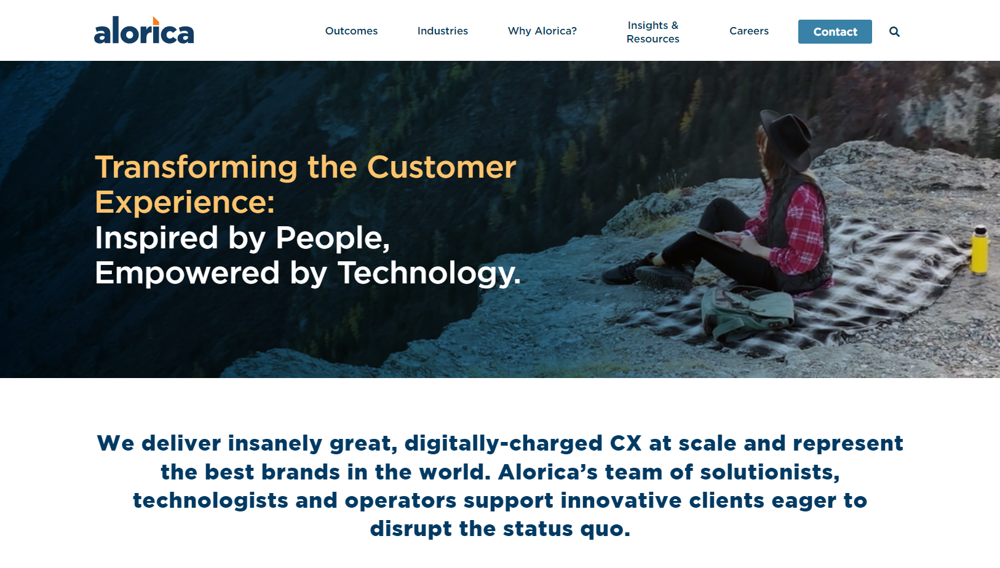 alorica
Outcomes
Industries
Why Alorica?
Insights &
Resources
Careers
Contact
Transforming the Customer
Experience:
Inspired by People,
Empowered by Technology.
We deliver insanely great, digitally-charged CX at scale and represent
the best brands in the world. Alorica’s team of solutionists,
technologists and operators support innovative clients eager to
disrupt the status quo.